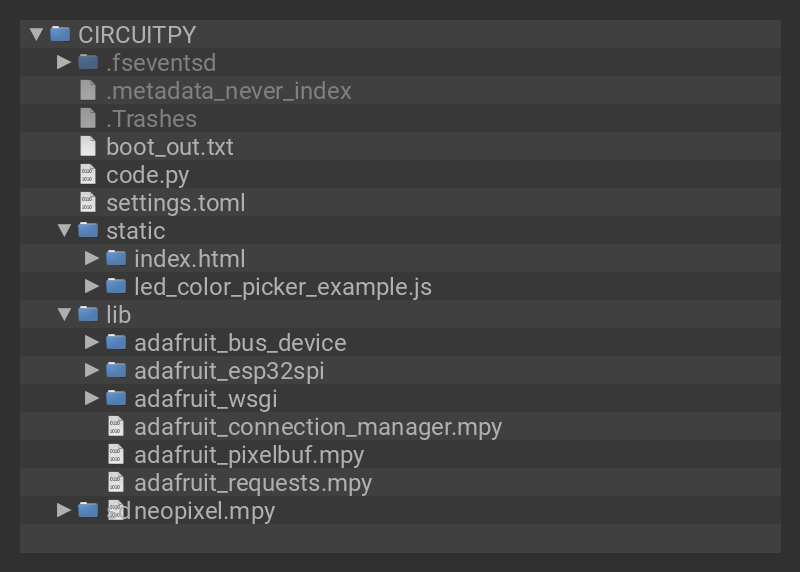 CIRCUITPY
.fseventsd
.metadata_never_index
.Trashes
boot_out.txt
code.py
settings.toml
static
index.html
led_color_picker_example.js
lib
adafruit_bus_device
adafruit_esp32spi
adafruit_wsgi
adafruit_connection_manager.mpy
adafruit_pixelbuf.mpy
adafruit_requests.mpy
sd neopixel.mpy